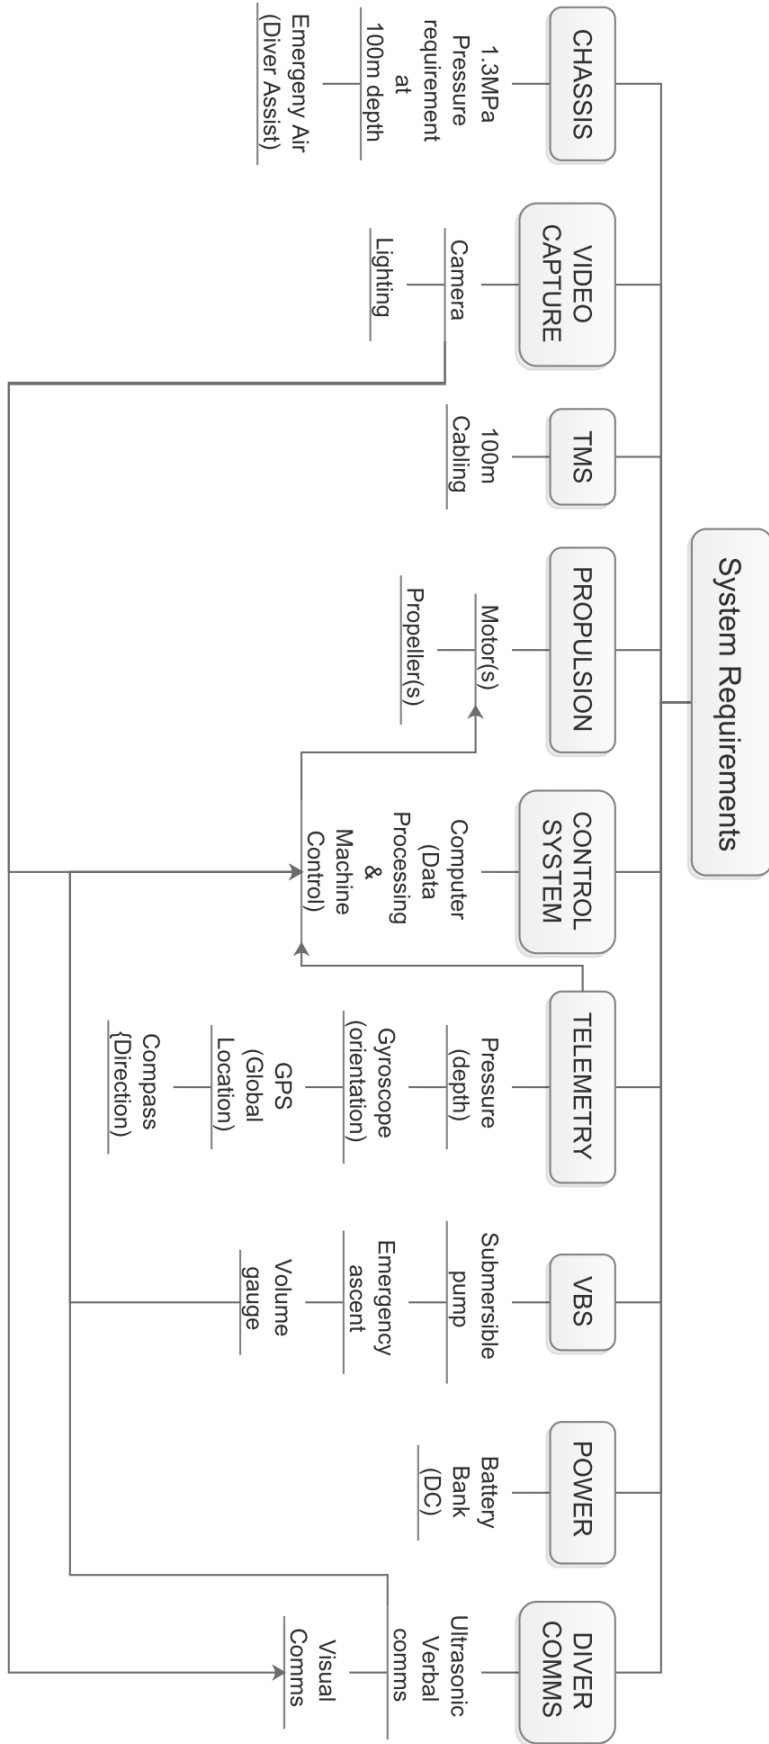 System Requirements
CHASSIS
1.3MPa
Pressure
requirement
at
100m depth
Emergeny Air
(Diver Assist)
VIDEO
CAPTURE
Camera
Lighting
TMS
100m
Cabling
PROPULSION
Motor(s)
Propeller(s)
CONTROL
SYSTEM
Computer
(Data
Processing
&
Machine
Control)
TELEMETRY
Pressure
(depth)
Gyroscope
(orientation)
GPS
(Global
Location)
Compass
{Direction)
VBS
Submersible
pump
Emergency
ascent
Volume
gauge
POWER
Battery
Bank
(DC)
DIVER
COMMS
Ultrasonic
Verbal
comms
Visual
Comms